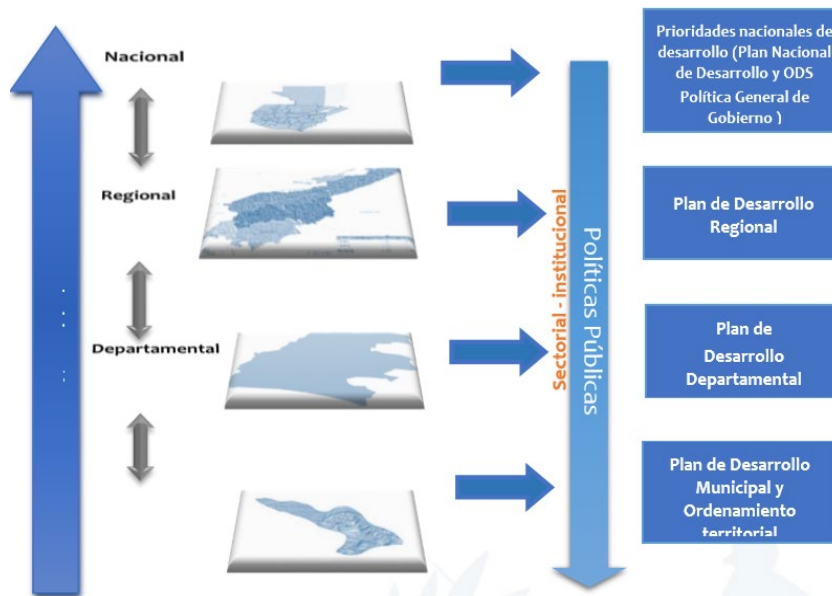 Nacional
Regional
Departamental
Sectorial - institucional
Políticas Públicas
Prioridades nacionales de
desarrollo (Plan Nacional
de Desarrollo y ODS
Política General de
Gobierno )
Plan de Desarrollo
Regional
Plan de
Desarrollo
Departamental
Plan de Desarrollo
Municipal y
Ordenamiento
territorial